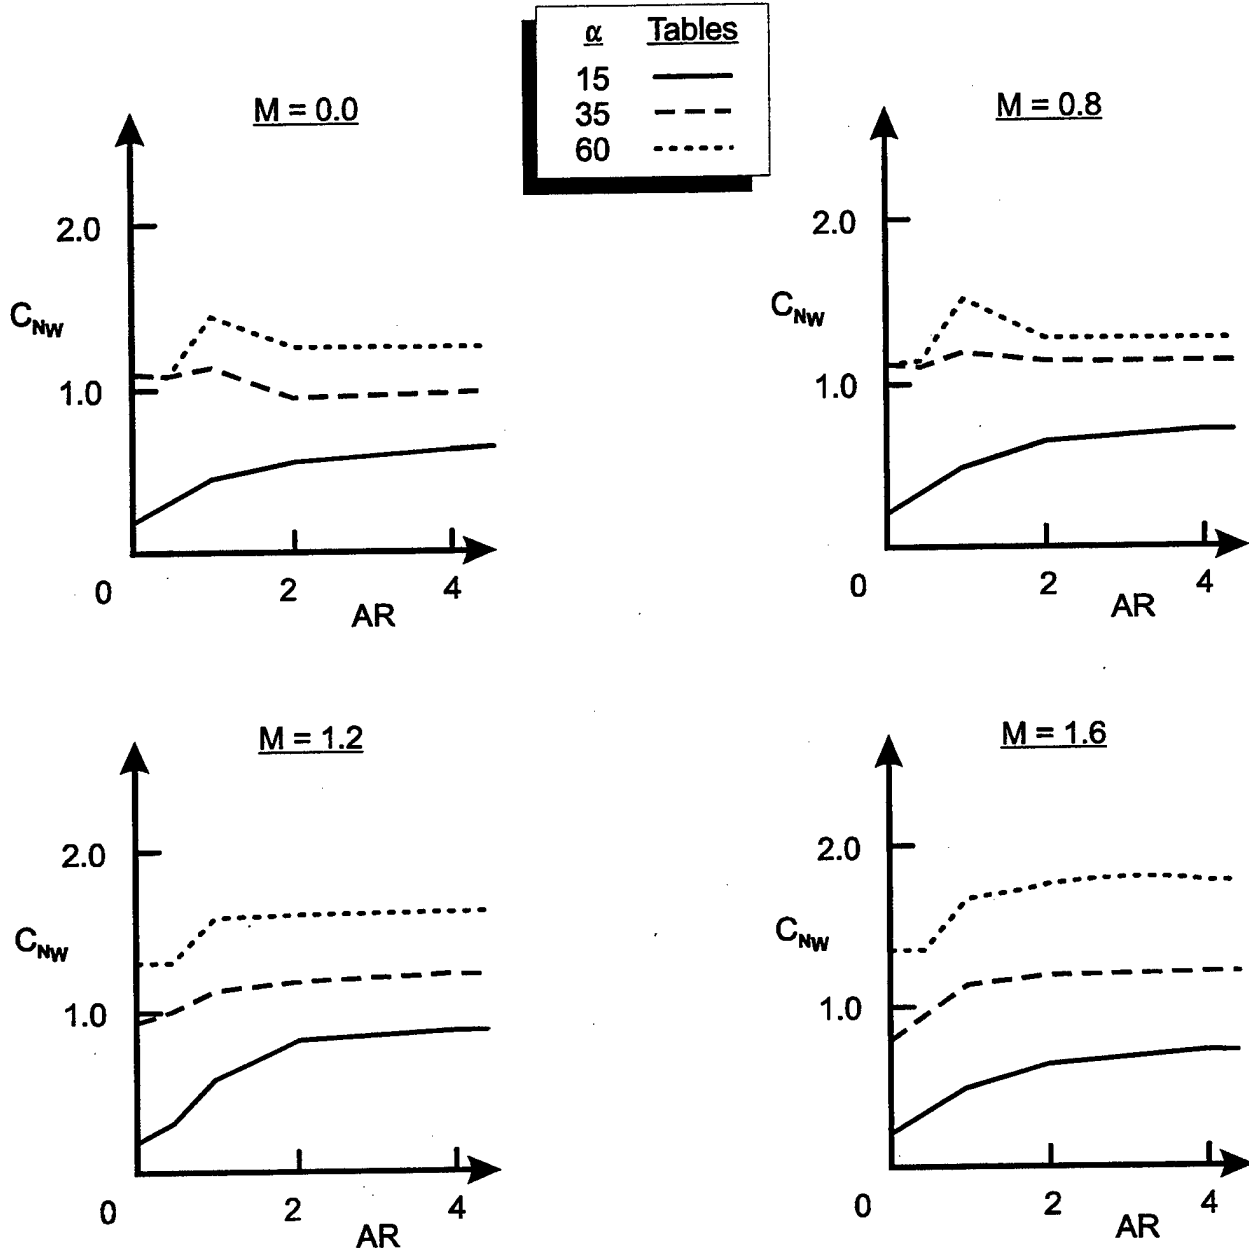 α Tables
15
35
60
M = 0.0
2.0
1.0
C_NW
0 2 4
AR
M = 0.8
2.0
1.0
C_NW
0 2 4
AR
M = 1.2
2.0
1.0
C_NW
0 2 4
AR
M = 1.6
2.0
1.0
C_NW
0 2 4
AR